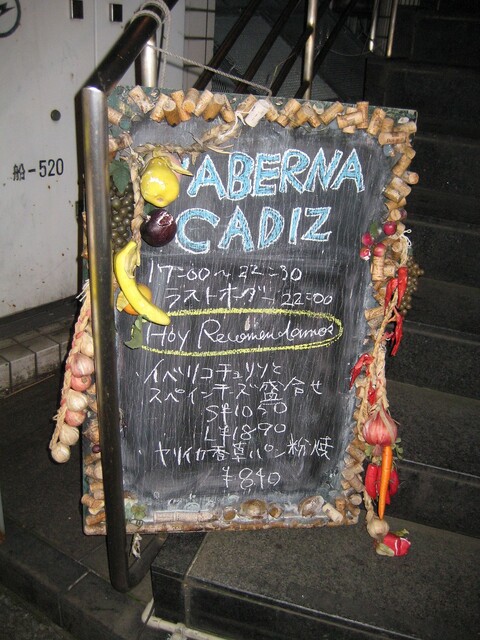 船-520
TABERNA
CADIZ
17:00~22:30
ラストオーダー 22:00
Hoy Recomendamos
・イベリコチョリソと
スペインチーズ盛合せ
S¥1050
L¥1890
・ヤリイカ香草パン粉焼
¥840